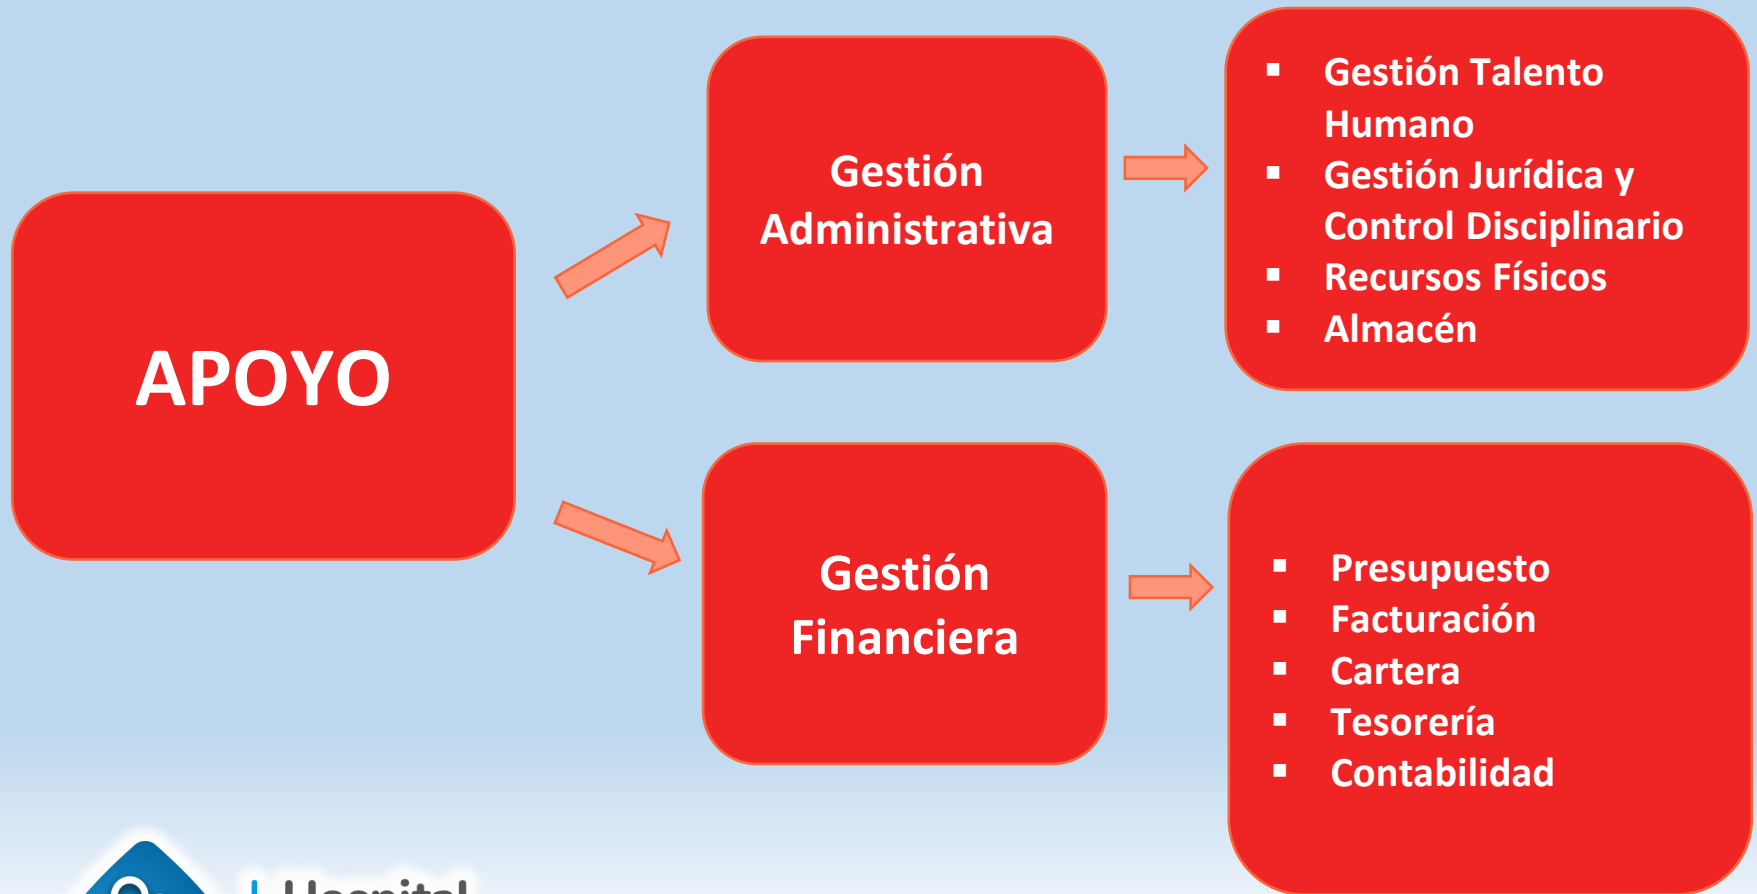 APOYO
Gestión
Administrativa
▪ Gestión Talento
Humano
▪ Gestión Jurídica y
Control Disciplinario
▪ Recursos Físicos
▪ Almacén
Gestión
Financiera
▪ Presupuesto
▪ Facturación
▪ Cartera
▪ Tesorería
▪ Contabilidad
Hospital